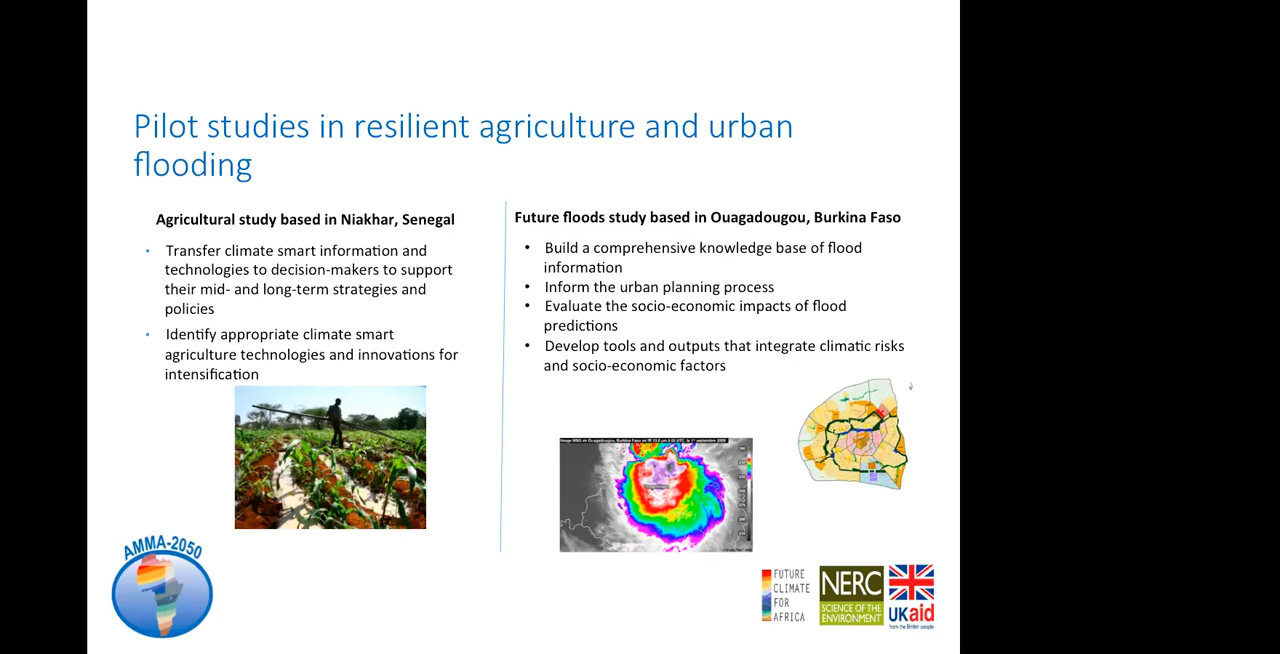 Pilot studies in resilient agriculture and urban
flooding
Agricultural study based in Niakhar, Senegal
• Transfer climate smart information and
technologies to decision-makers to support
their mid- and long-term strategies and
policies
• Identify appropriate climate smart
agriculture technologies and innovations for
intensification
Future floods study based in Ouagadougou, Burkina Faso
• Build a comprehensive knowledge base of flood
information
• Inform the urban planning process
• Evaluate the socio-economic impacts of flood
predictions
• Develop tools and outputs that integrate climatic risks
and socio-economic factors
AMMA-2050
FUTURE
CLIMATE
FOR
AFRICA
NERC
SCIENCE OF THE
ENVIRONMENT
UKaid
from the British people